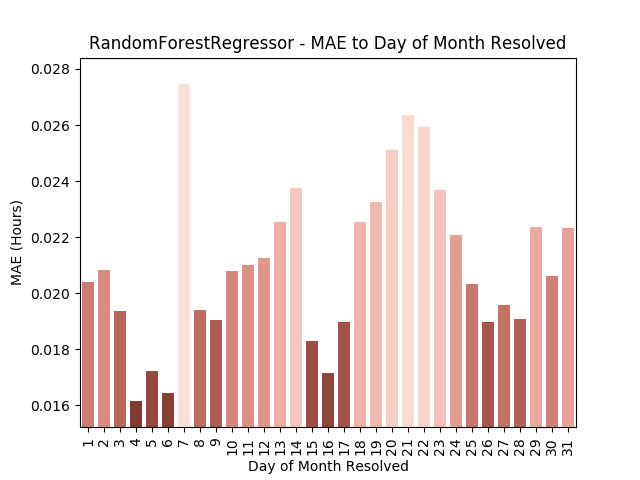 RandomForestRegressor - MAE to Day of Month Resolved
0.028
0.026
0.024
0.022
0.020
0.018
0.016
MAE (Hours)
1 2 3 4 5 6 7 8 9 10 11 12 13 14 15 16 17 18 19 20 21 22 23 24 25 26 27 28 29 30 31
Day of Month Resolved